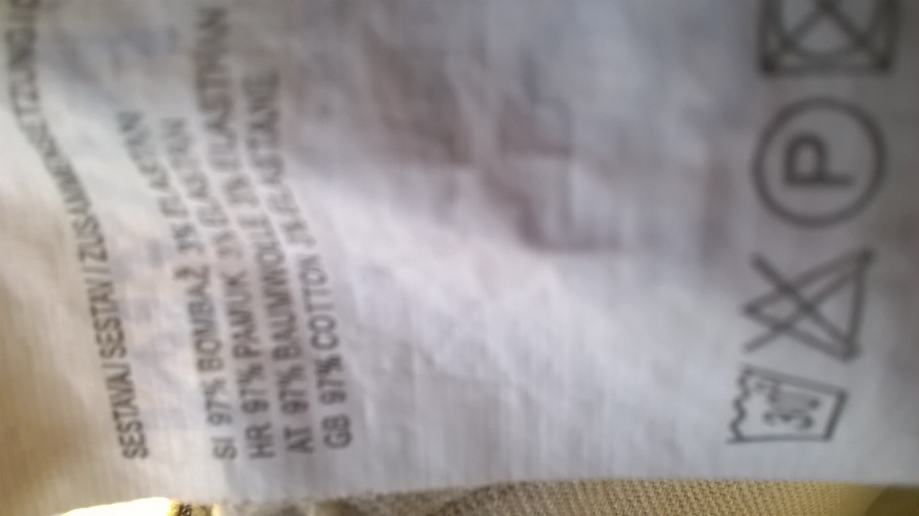 SESTAVA / SESTAV / ZUSAMMENSETZUNG
SI 97% BOMBAŽ 3% ELASTAN
HR 97% PAMUK 3% ELASTAN
AT 97% BAUMWOLLE 3% ELASTHAN
GB 97% COTTON 3% ELASTANE
30
P